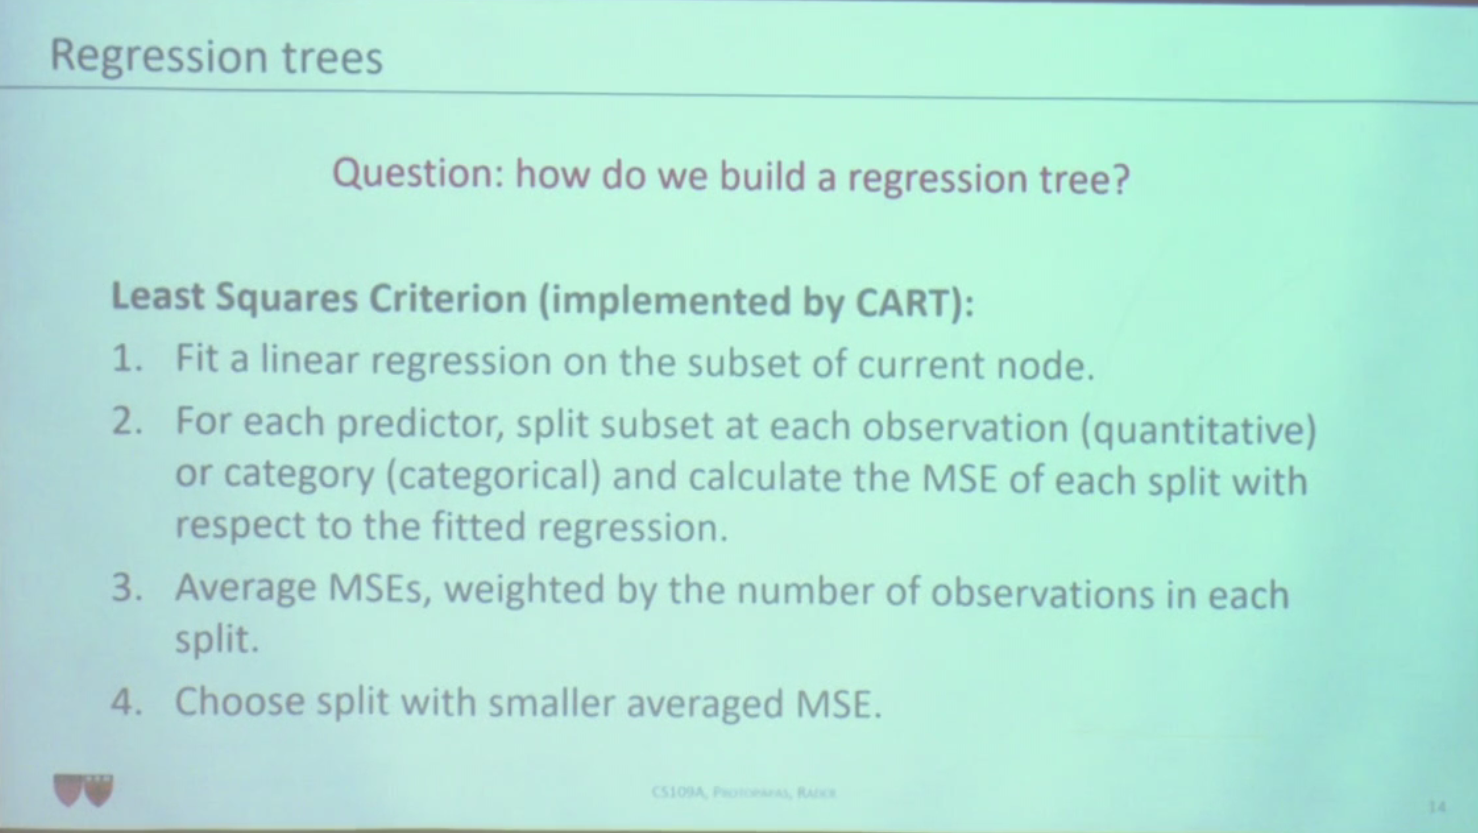 Regression trees
Question: how do we build a regression tree?
Least Squares Criterion (implemented by CART):
1. Fit a linear regression on the subset of current node.
2. For each predictor, split subset at each observation (quantitative)
or category (categorical) and calculate the MSE of each split with
respect to the fitted regression.
3. Average MSEs, weighted by the number of observations in each
split.
4. Choose split with smaller averaged MSE.
CS109A, Protopapas, Rader
14